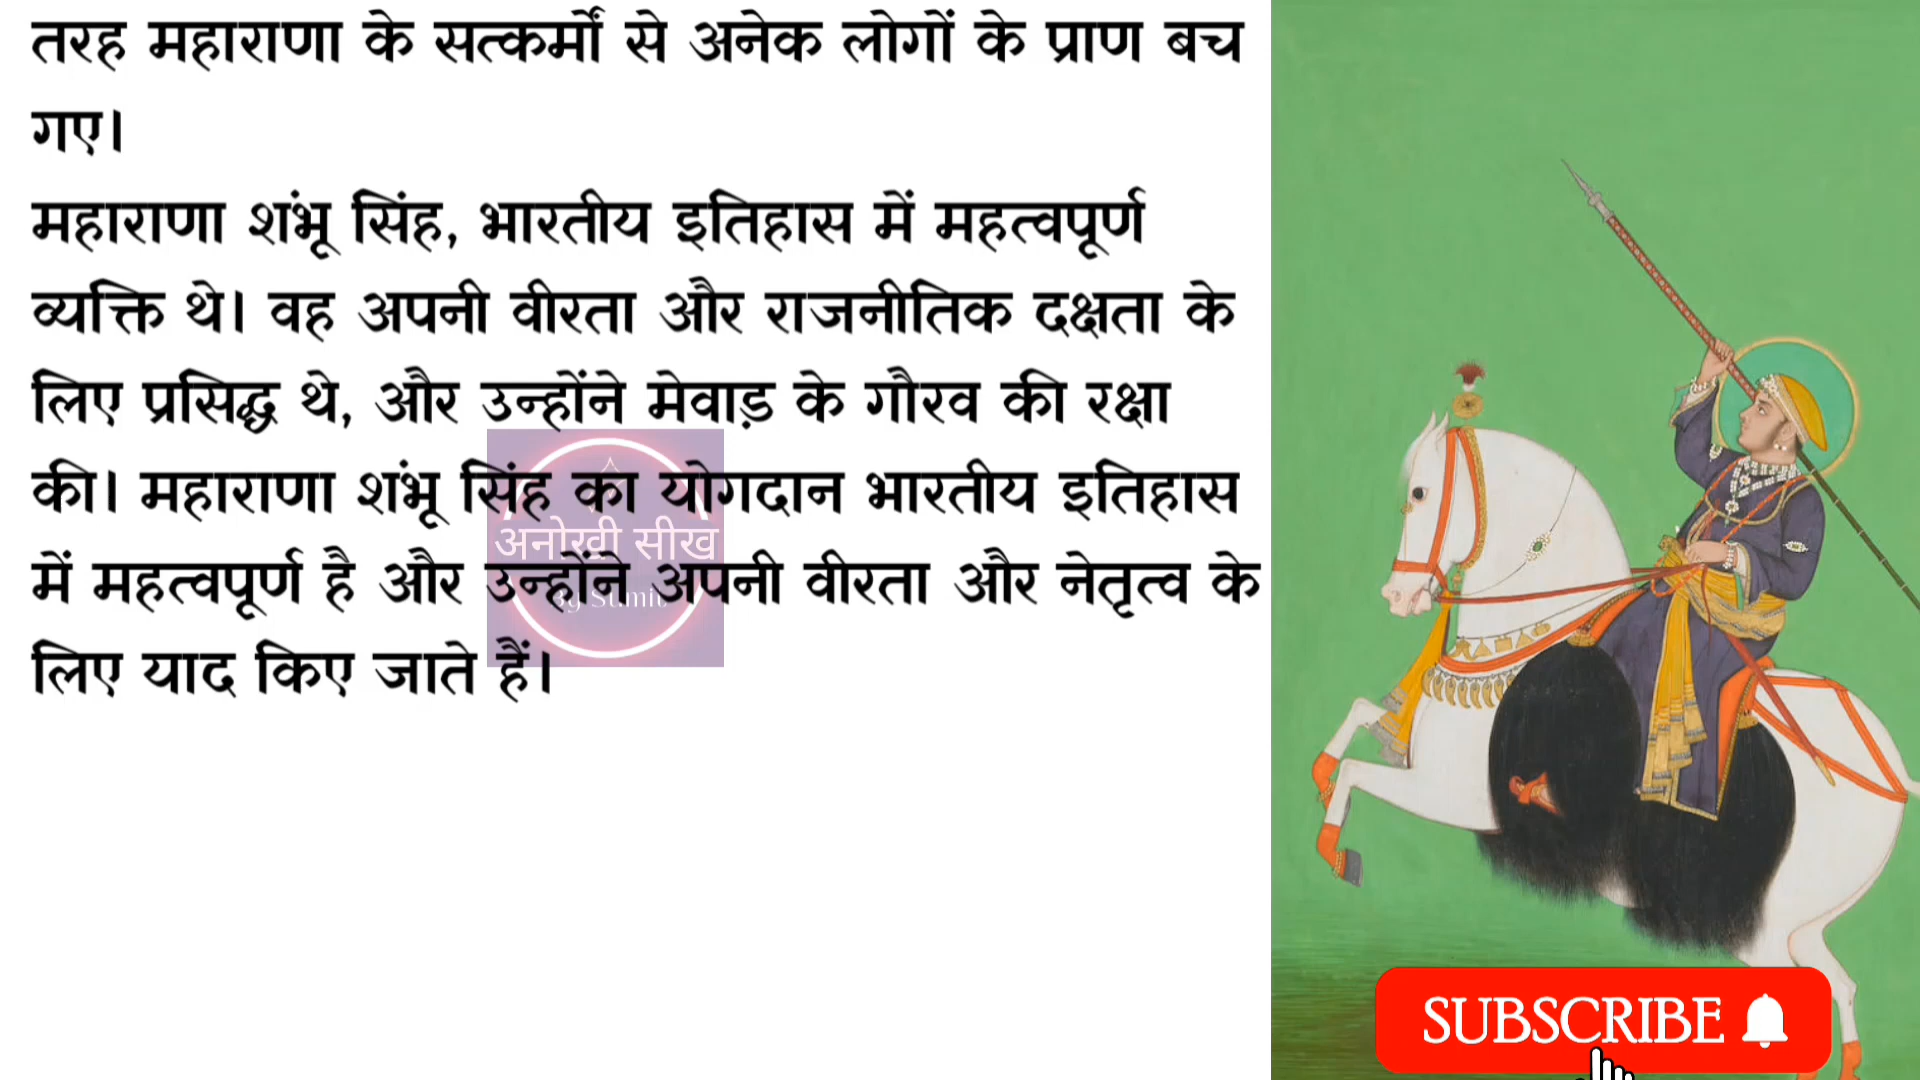 तरह महाराणा के सत्कर्मों से अनेक लोगों के प्राण बच
गए।
महाराणा शंभू सिंह, भारतीय इतिहास में महत्वपूर्ण
व्यक्ति थे। वह अपनी वीरता और राजनीतिक दक्षता के
लिए प्रसिद्ध थे, और उन्होंने मेवाड़ के गौरव की रक्षा
की। महाराणा शंभू सिंह का योगदान भारतीय इतिहास
अनोखी सीख
में महत्वपूर्ण है और उन्होंने अपनी वीरता और नेतृत्व के
By Sumit
लिए याद किए जाते हैं।
SUBSCRIBE